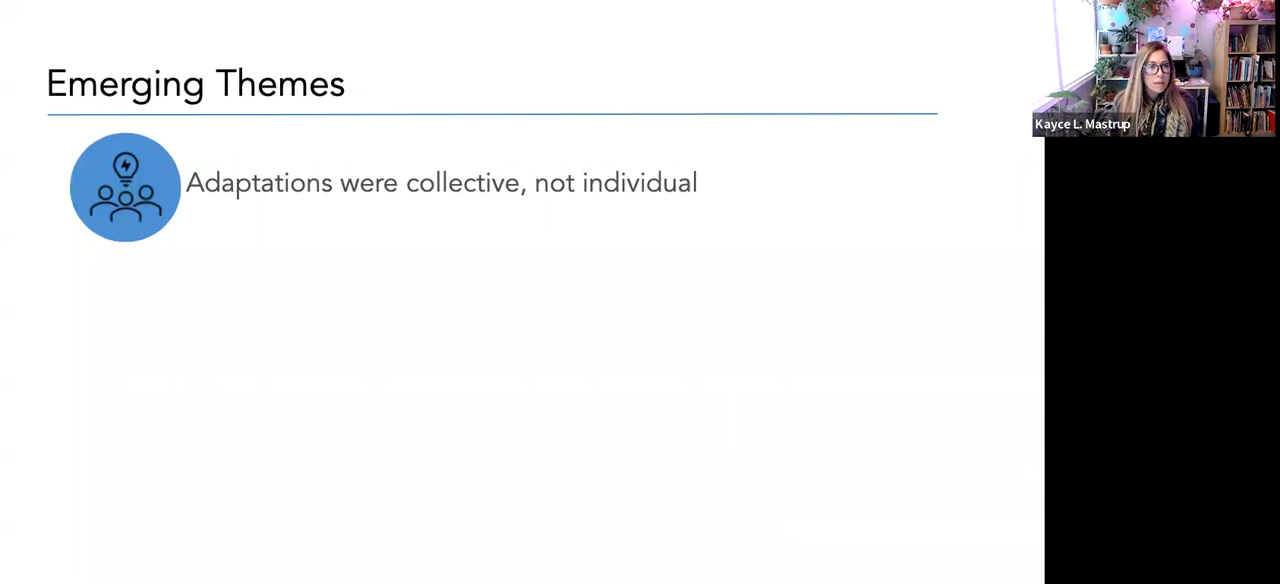 Emerging Themes
Kayce L. Mastrup
Adaptations were collective, not individual